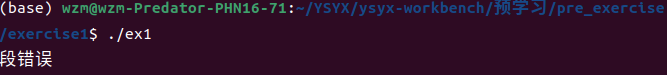 (base) wzm@wzm-Predator-PHN16-71:~/YSYX/ysyx-workbench/预学习/pre_exercise
/exercise1$ ./ex1
段错误